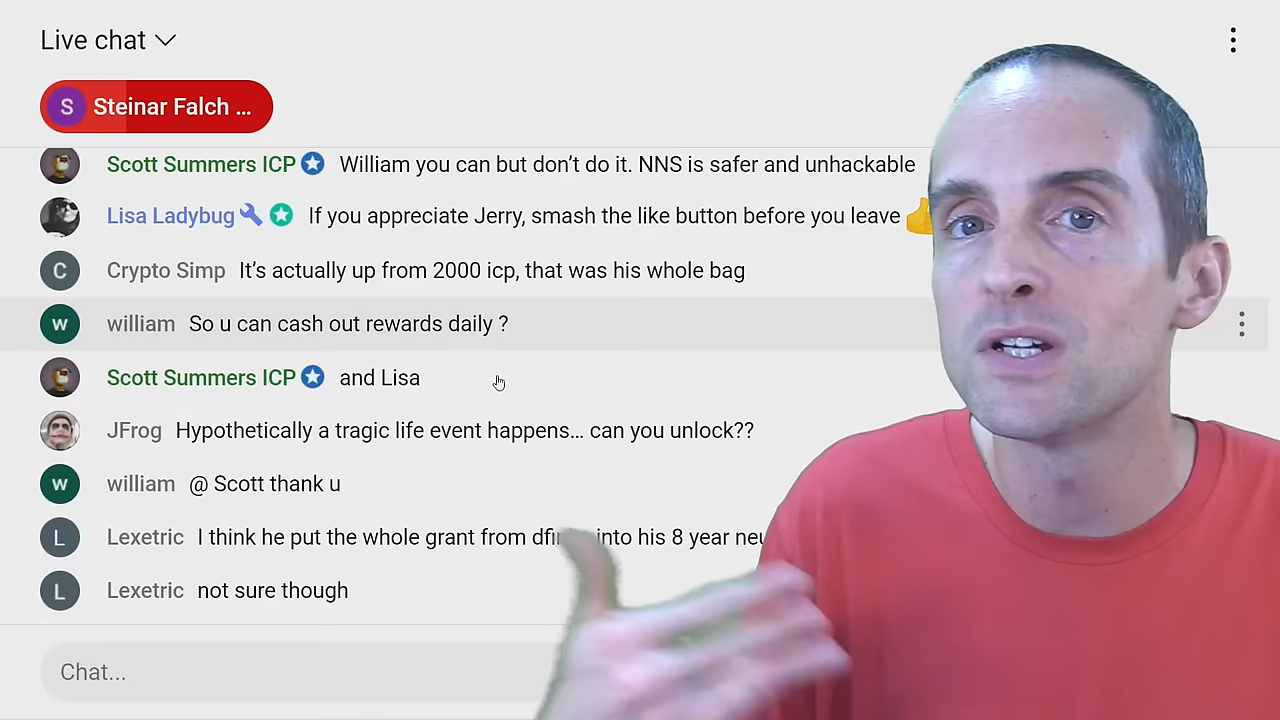 Live chat
S Steinar Falch ...
Scott Summers ICP William you can but don’t do it. NNS is safer and unhackable
Lisa Ladybug If you appreciate Jerry, smash the like button before you leave
C Crypto Simp It’s actually up from 2000 icp, that was his whole bag
w william So u can cash out rewards daily ?
Scott Summers ICP and Lisa
JFrog Hypothetically a tragic life event happens… can you unlock??
w william @ Scott thank u
L Lexetric I think he put the whole grant from into his 8 year
L Lexetric not sure though
Chat...